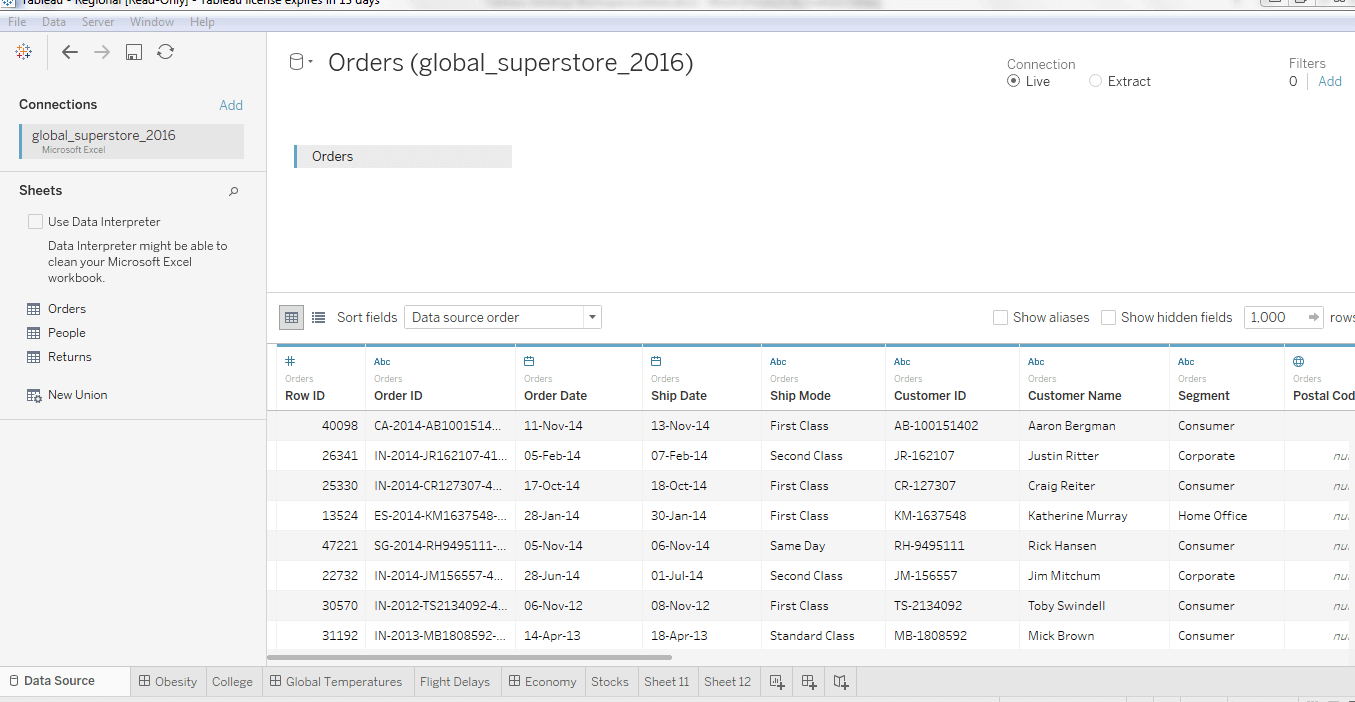 Tableau - Regional [Read-Only] - Tableau license expires in 13 days
File Data Server Window Help
Connections Add
global_superstore_2016
Microsoft Excel
Sheets
Use Data Interpreter
Data Interpreter might be able to
clean your Microsoft Excel
workbook.
Orders
People
Returns
New Union
Orders (global_superstore_2016)
Connection
Live Extract
Filters
0 Add
Orders
Sort fields Data source order Show aliases Show hidden fields 1,000 rows
# Abc Abc Abc Abc Abc
Orders Orders Orders Orders Orders Orders Orders Orders Orders
Row ID Order ID Order Date Ship Date Ship Mode Customer ID Customer Name Segment Postal Cod
40098 CA-2014-AB1001514... 11-Nov-14 13-Nov-14 First Class AB-100151402 Aaron Bergman Consumer
26341 IN-2014-JR162107-41... 05-Feb-14 07-Feb-14 Second Class JR-162107 Justin Ritter Corporate nu
25330 IN-2014-CR127307-4... 17-Oct-14 18-Oct-14 First Class CR-127307 Craig Reiter Consumer nu
13524 ES-2014-KM1637548-... 28-Jan-14 30-Jan-14 First Class KM-1637548 Katherine Murray Home Office nu
47221 SG-2014-RH9495111-... 05-Nov-14 06-Nov-14 Same Day RH-9495111 Rick Hansen Consumer nu
22732 IN-2014-JM156557-4... 28-Jun-14 01-Jul-14 Second Class JM-156557 Jim Mitchum Corporate nu
30570 IN-2012-TS2134092-4... 06-Nov-12 08-Nov-12 First Class TS-2134092 Toby Swindell Consumer nu
31192 IN-2013-MB1808592-... 14-Apr-13 18-Apr-13 Standard Class MB-1808592 Mick Brown Consumer nu
Data Source Obesity College Global Temperatures Flight Delays Economy Stocks Sheet 11 Sheet 12